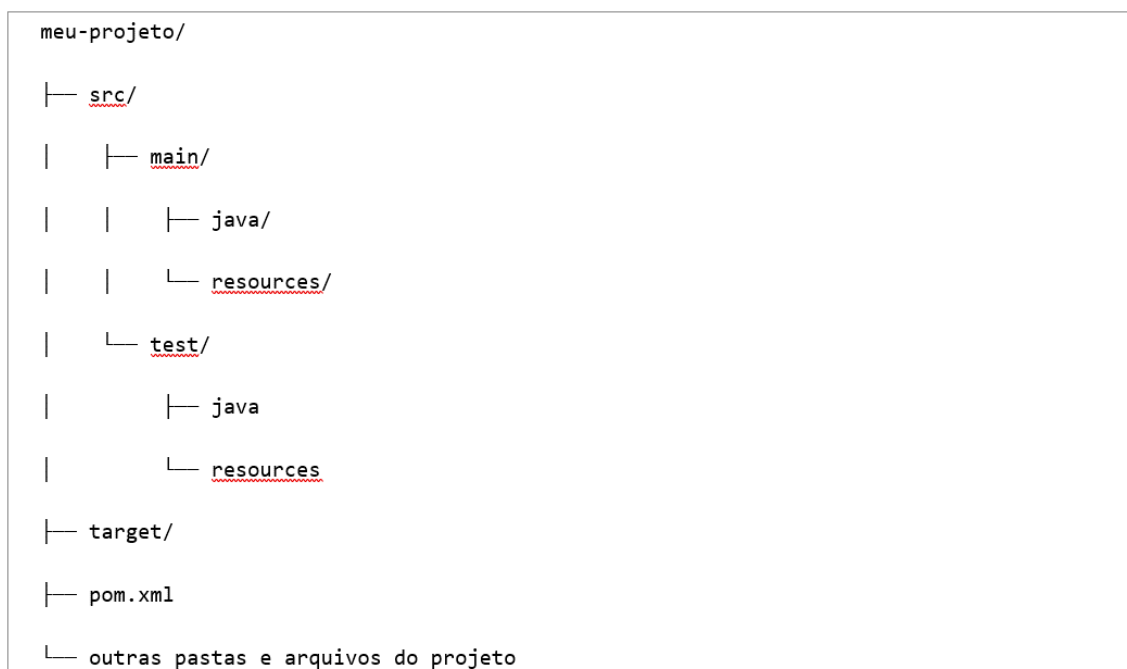 meu-projeto/
├── src/
│    ├── main/
│    │    ├── java/
│    │    └── resources/
│    └── test/
│         ├── java
│         └── resources
├── target/
├── pom.xml
└── outras pastas e arquivos do projeto